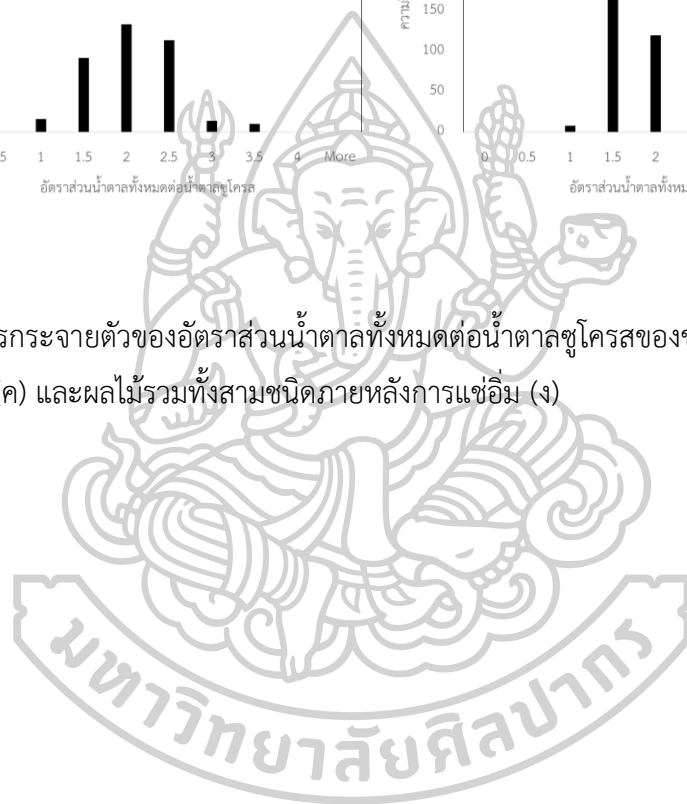 150
100
50
0
1 1.5 2 2.5 3 3.5 4 More
อัตราส่วนน้ำตาลทั้งหมดต่อน้ำตาลซูโครส
0 0.5 1 1.5 2
อัตราส่วนน้ำตาลทั้งหม
รกระจายตัวของอัตราส่วนน้ำตาลทั้งหมดต่อน้ำตาลซูโครสของข
ค) และผลไม้รวมทั้งสามชนิดภายหลังการแช่อิ่ม (ง)
มหาวิทยาลัยศิลปากร